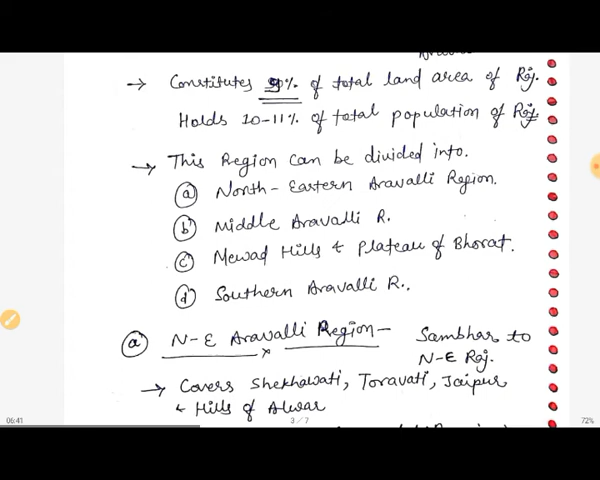 → Constitutes % of total land area of Raj.
Holds 10-11% of total population of Raj.
→ This Region can be divided into.
(a) North-Eastern Aravalli Region.
(b) Middle Aravalli R.
(c) Mewad Hills & Plateau of Bhorat.
(d) Southern Aravalli R..
(a) N-E Aravalli Region - Sambhar to
N-E Raj.
→ Covers Shekhawati, Toravati, Jaipur
& Hills of Alwar
06:41
3 / 7
72%